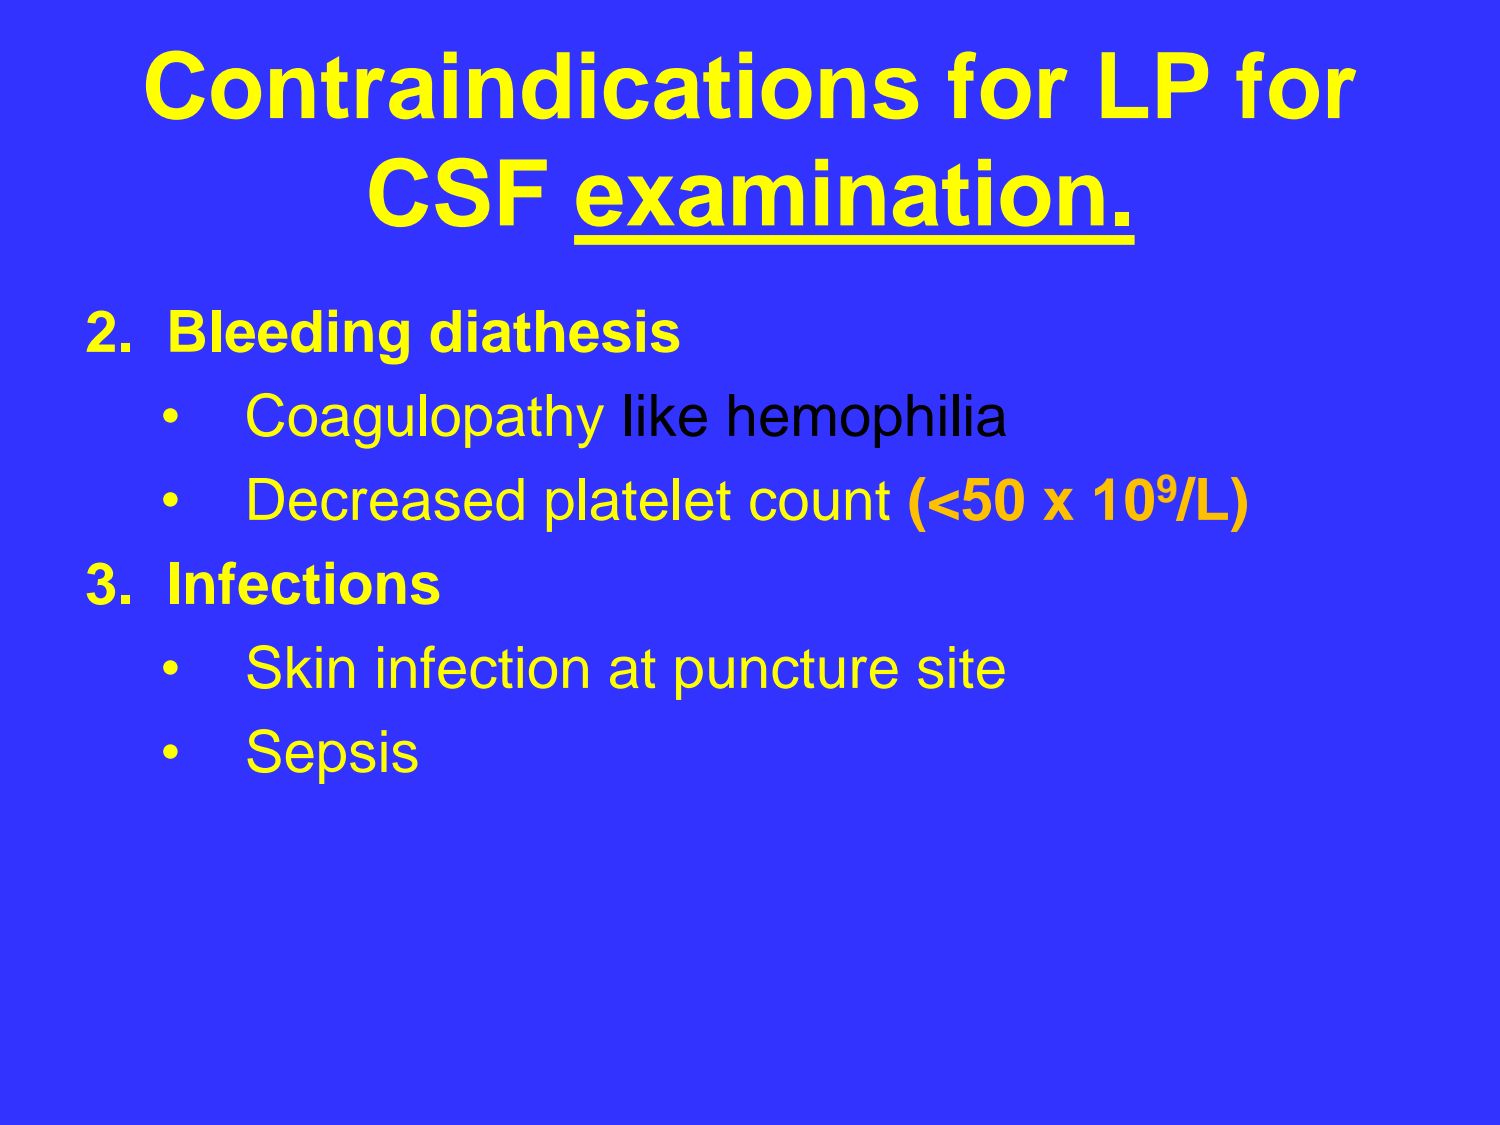 Contraindications for LP for
CSF examination.
2. Bleeding diathesis
• Coagulopathy like hemophilia
• Decreased platelet count (<50 x 10⁹/L)
3. Infections
• Skin infection at puncture site
• Sepsis